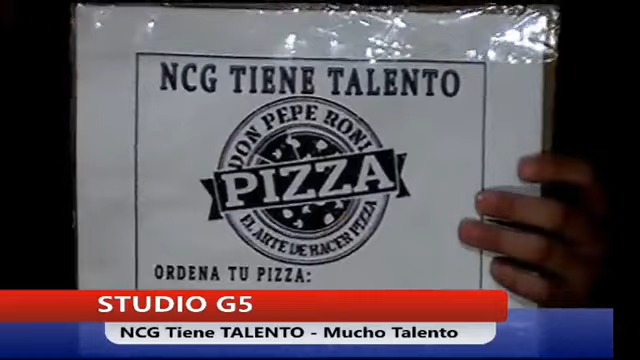 NCG TIENE TALENTO
DON PEPE RONI
PIZZA
EL ARTE DE HACER PIZZA
ORDENA TU PIZZA:
STUDIO G5
NCG Tiene TALENTO - Mucho Talento